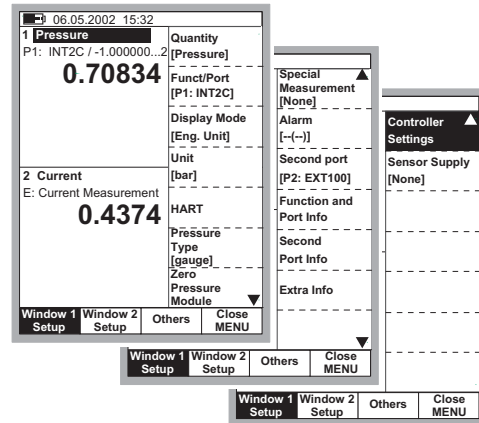 06.05.2002 15:32
1 Pressure
P1: INT2C / -1.000000...2
0.70834
2 Current
E: Current Measurement
0.4374
Quantity
[Pressure]
Funct/Port
[P1: INT2C]
Display Mode
[Eng. Unit]
Unit
[bar]
HART
Pressure
Type
[gauge]
Zero
Pressure
Module
Window 1 Setup
Window 2 Setup
Others
Close MENU
Special
Measurement
[None]
Alarm
[--(--)]
Second port
[P2: EXT100]
Function and
Port Info
Second
Port Info
Extra Info
Window 1 Setup
Window 2 Setup
Others
Close MENU
Controller
Settings
Sensor Supply
[None]
Window 1 Setup
Window 2 Setup
Others
Close MENU